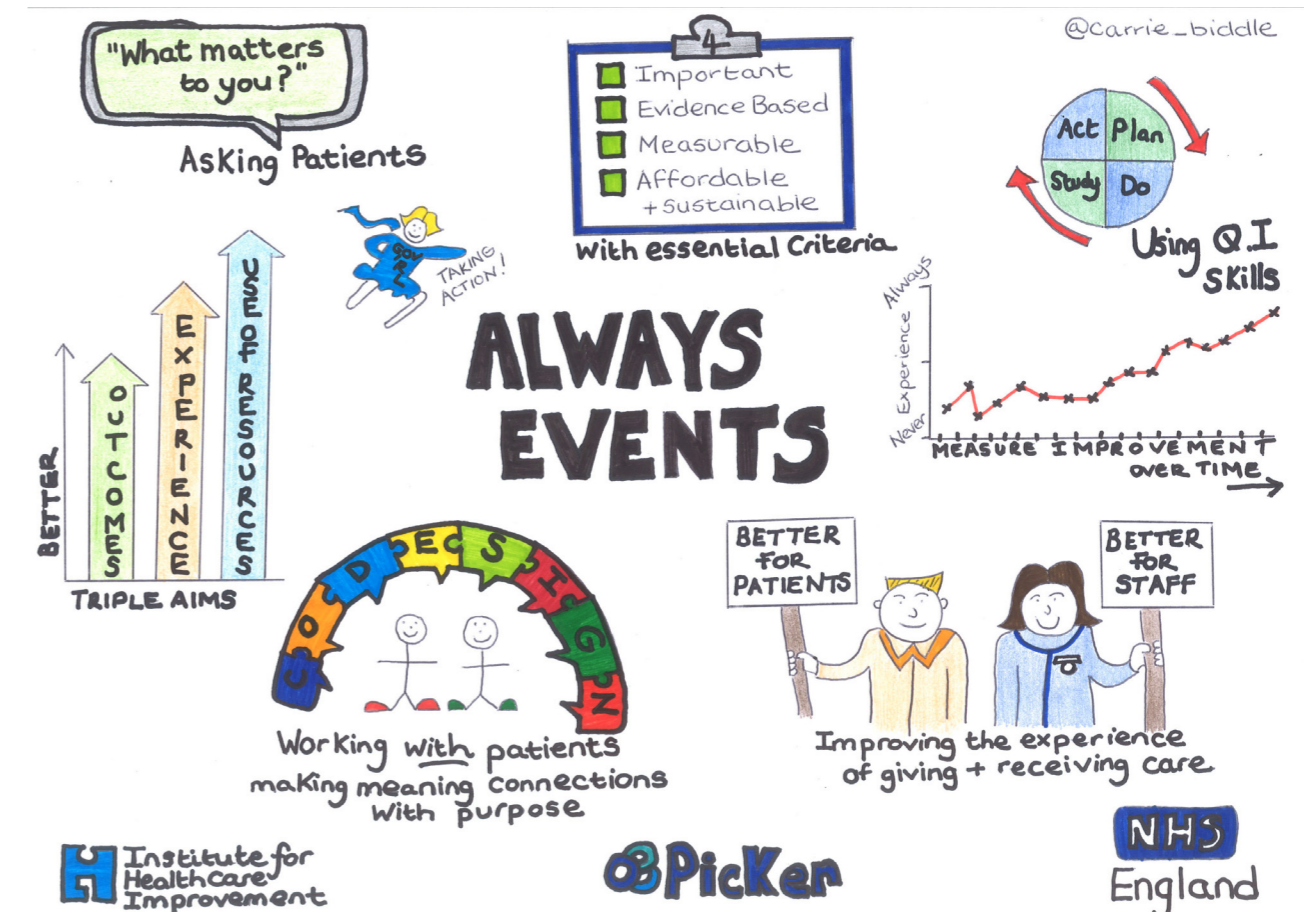 @carrie_biddle
"What matters
to you?"
Asking Patients
4
Important
Evidence Based
Measurable
Affordable
+ Sustainable
With essential Criteria
Act
Plan
Study
Do
Using Q.I
Skills
TAKING
ACTION!
ALWAYS
EVENTS
BETTER
OUTCOMES
EXPERIENCE
USE OF RESOURCES
TRIPLE AIMS
Always
Experience
Never
MEASURE IMPROVEMENT
OVER TIME
CO DESIGN
Working with patients
making meaning connections
with purpose
BETTER
FOR
PATIENTS
BETTER
FOR
STAFF
Improving the experience
of giving + receiving care
Institute for
Healthcare
Improvement
Picker
NHS
England